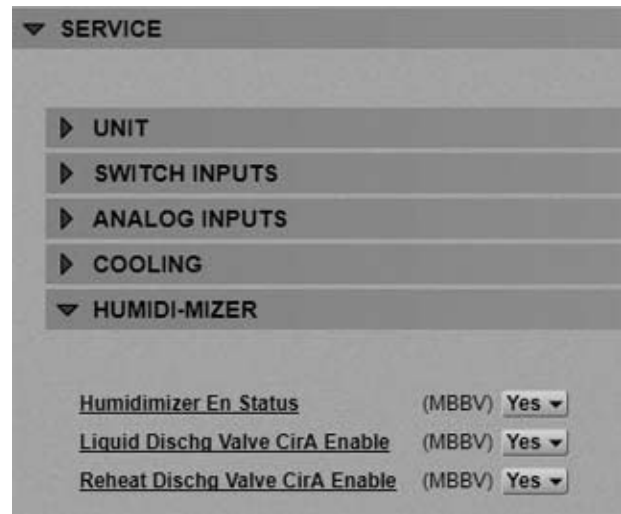 SERVICE
UNIT
SWITCH INPUTS
ANALOG INPUTS
COOLING
HUMIDI-MIZER
Humidimizer En Status (MBBV) Yes
Liquid Dischg Valve CirA Enable (MBBV) Yes
Reheat Dischg Valve CirA Enable (MBBV) Yes